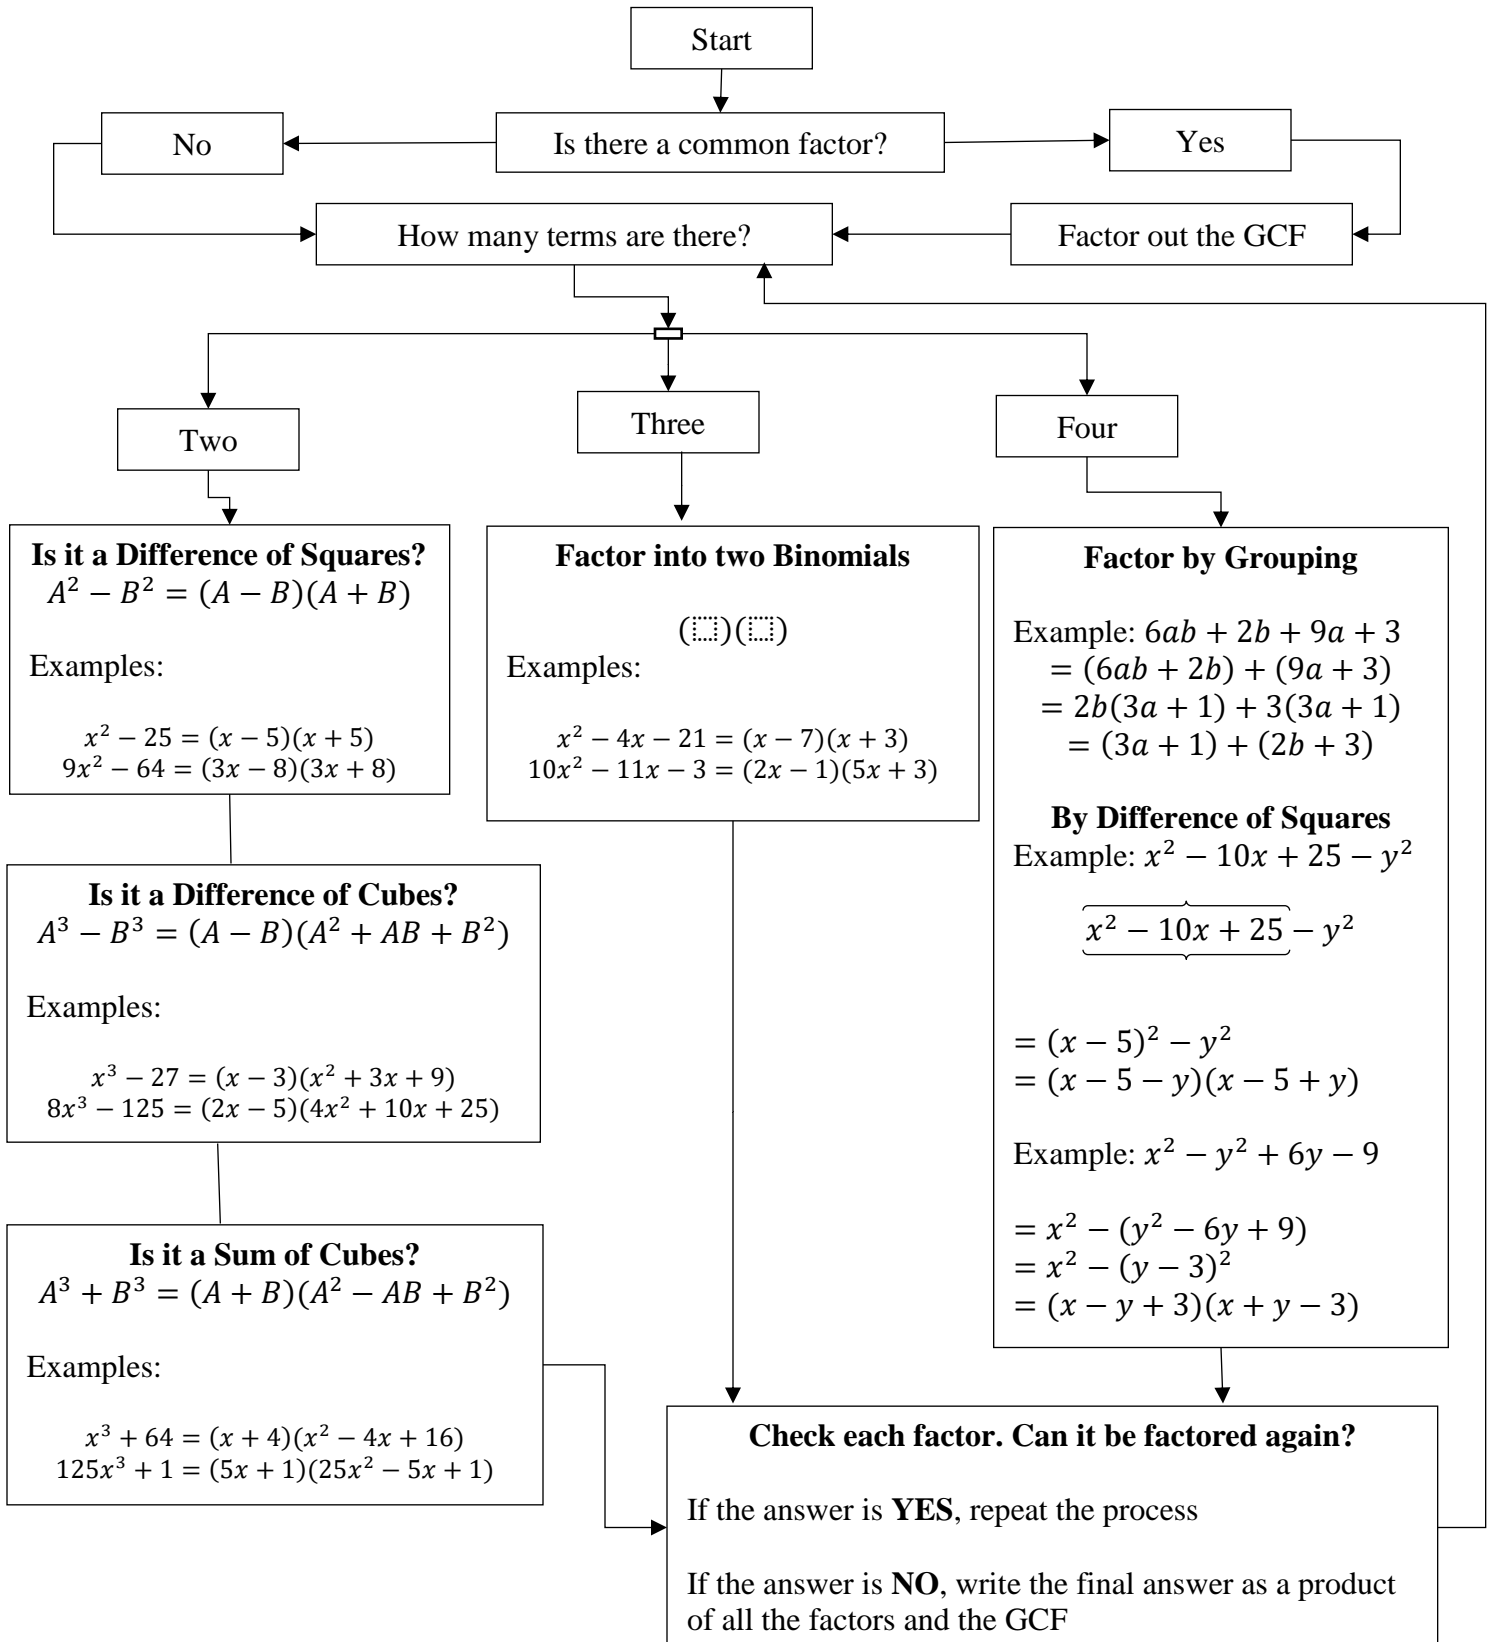 Start
No
Is there a common factor?
Yes
How many terms are there?
Factor out the GCF
Two
Three
Four
Is it a Difference of Squares?
A² − B² = (A − B)(A + B)
Examples:
x² − 25 = (x − 5)(x + 5)
9x² − 64 = (3x − 8)(3x + 8)
Is it a Difference of Cubes?
A³ − B³ = (A − B)(A² + AB + B²)
Examples:
x³ − 27 = (x − 3)(x² + 3x + 9)
8x³ − 125 = (2x − 5)(4x² + 10x + 25)
Is it a Sum of Cubes?
A³ + B³ = (A + B)(A² − AB + B²)
Examples:
x³ + 64 = (x + 4)(x² − 4x + 16)
125x³ + 1 = (5x + 1)(25x² − 5x + 1)
Factor into two Binomials
(⬚)(⬚)
Examples:
x² − 4x − 21 = (x − 7)(x + 3)
10x² − 11x − 3 = (2x − 1)(5x + 3)
Factor by Grouping
Example: 6ab + 2b + 9a + 3
= (6ab + 2b) + (9a + 3)
= 2b(3a + 1) + 3(3a + 1)
= (3a + 1) + (2b + 3)
By Difference of Squares
Example: x² − 10x + 25 − y²
x² − 10x + 25 − y²
= (x − 5)² − y²
= (x − 5 − y)(x − 5 + y)
Example: x² − y² + 6y − 9
= x² − (y² − 6y + 9)
= x² − (y − 3)²
= (x − y + 3)(x + y − 3)
Check each factor. Can it be factored again?
If the answer is YES, repeat the process
If the answer is NO, write the final answer as a product
of all the factors and the GCF